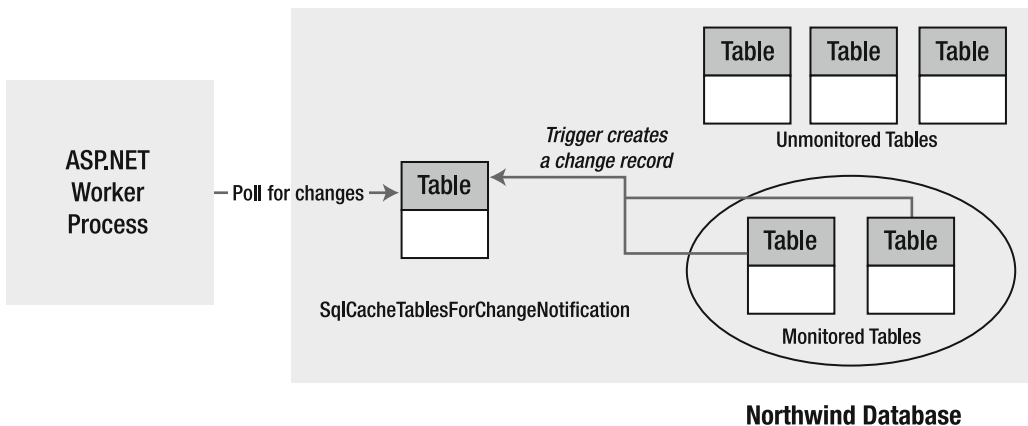 Table
Table
Table
Unmonitored Tables
ASP.NET
Worker
Process
Poll for changes
Table
Trigger creates
a change record
SqlCacheTablesForChangeNotification
Table
Table
Monitored Tables
Northwind Database